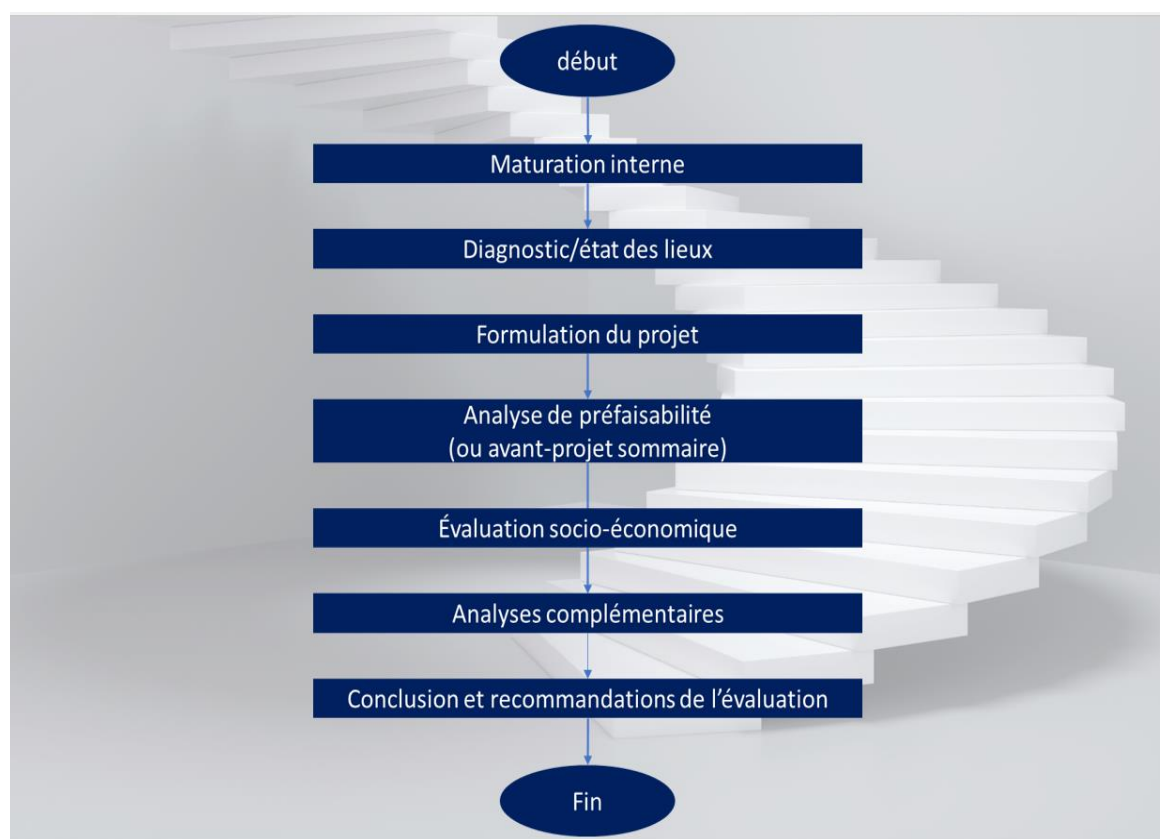 début
Maturation interne
Diagnostic/état des lieux
Formulation du projet
Analyse de préfaisabilité
(ou avant-projet sommaire)
Évaluation socio-économique
Analyses complémentaires
Conclusion et recommandations de l’évaluation
Fin